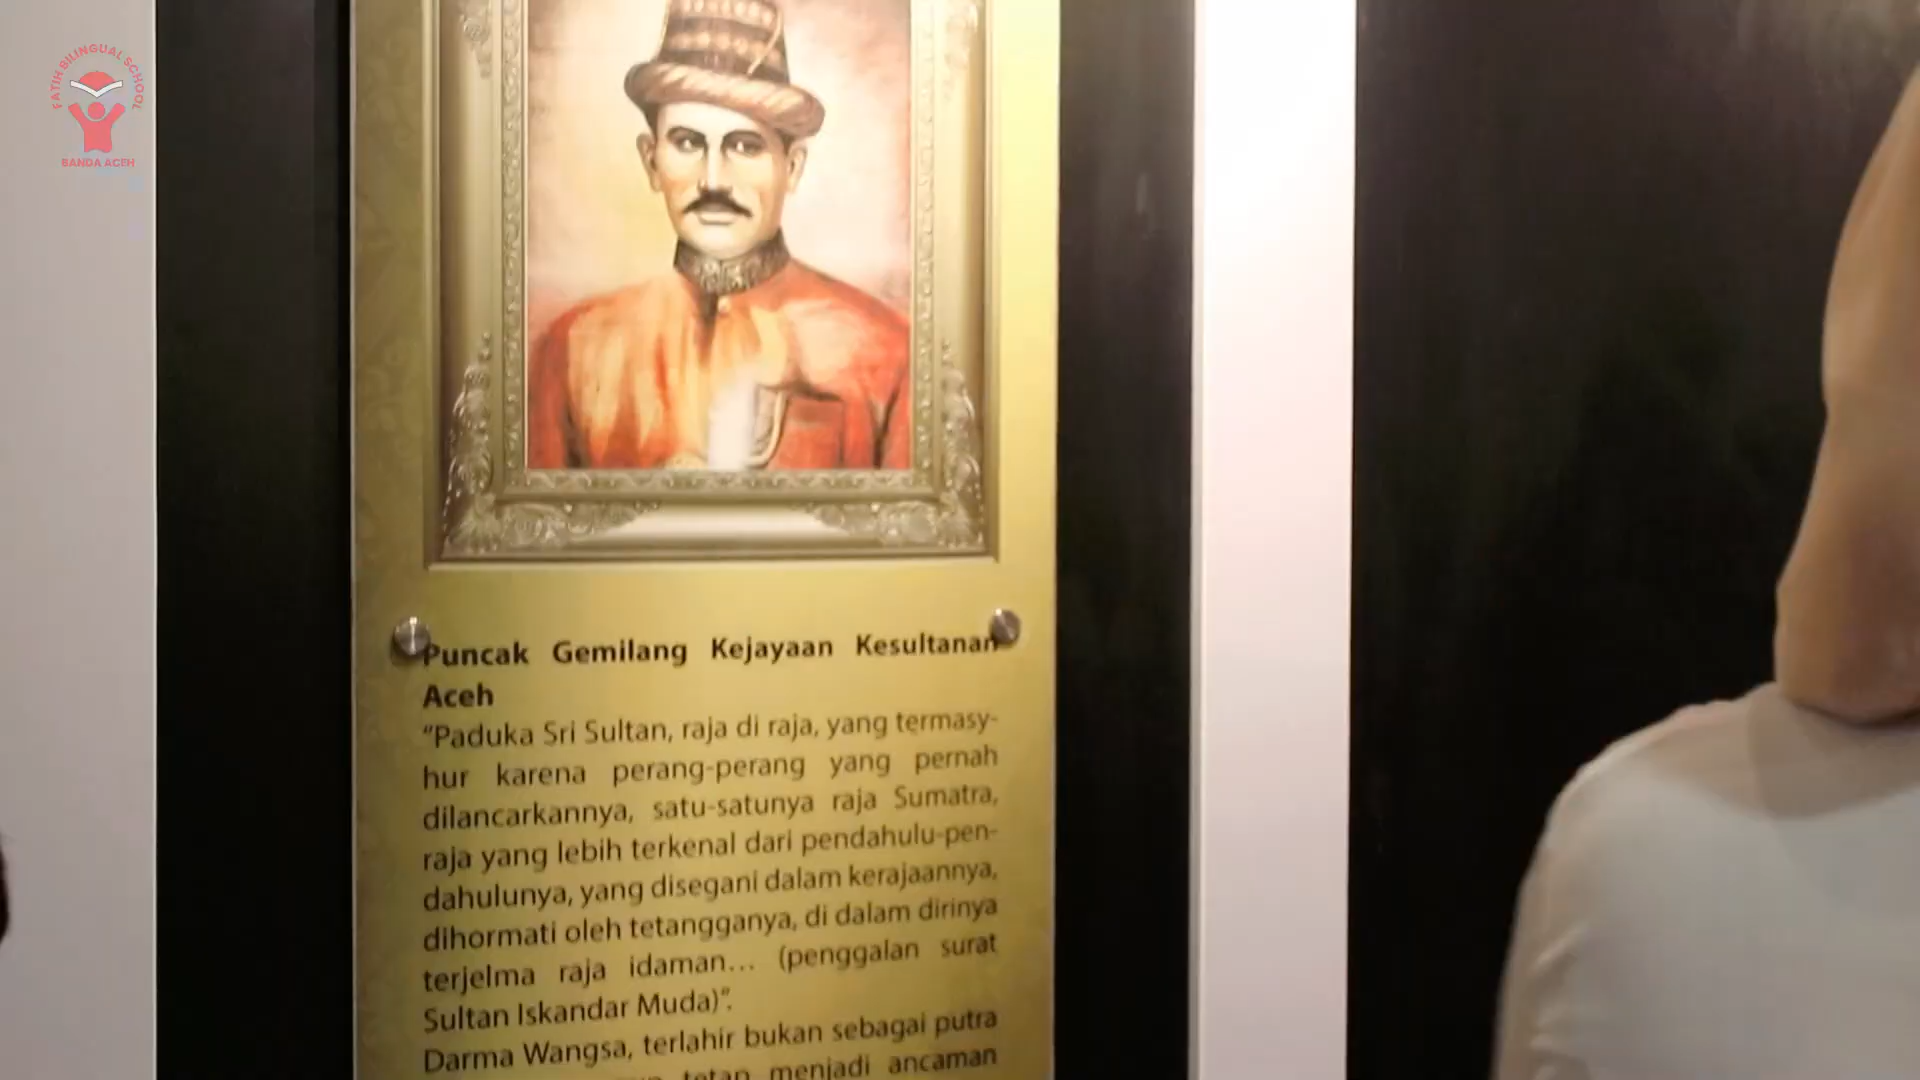 FATIH BILINGUAL SCHOOL
BANDA ACEH
Puncak Gemilang Kejayaan Kesultanan
Aceh
“Paduka Sri Sultan, raja di raja, yang termasy-
hur karena perang-perang yang pernah
dilancarkannya, satu-satunya raja Sumatra,
raja yang lebih terkenal dari pendahulu-pen-
dahulunya, yang disegani dalam kerajaannya,
dihormati oleh tetangganya, di dalam dirinya
terjelma raja idaman... (penggalan surat
Sultan Iskandar Muda)”.
Darma Wangsa, terlahir bukan sebagai putra
tetap menjadi ancaman